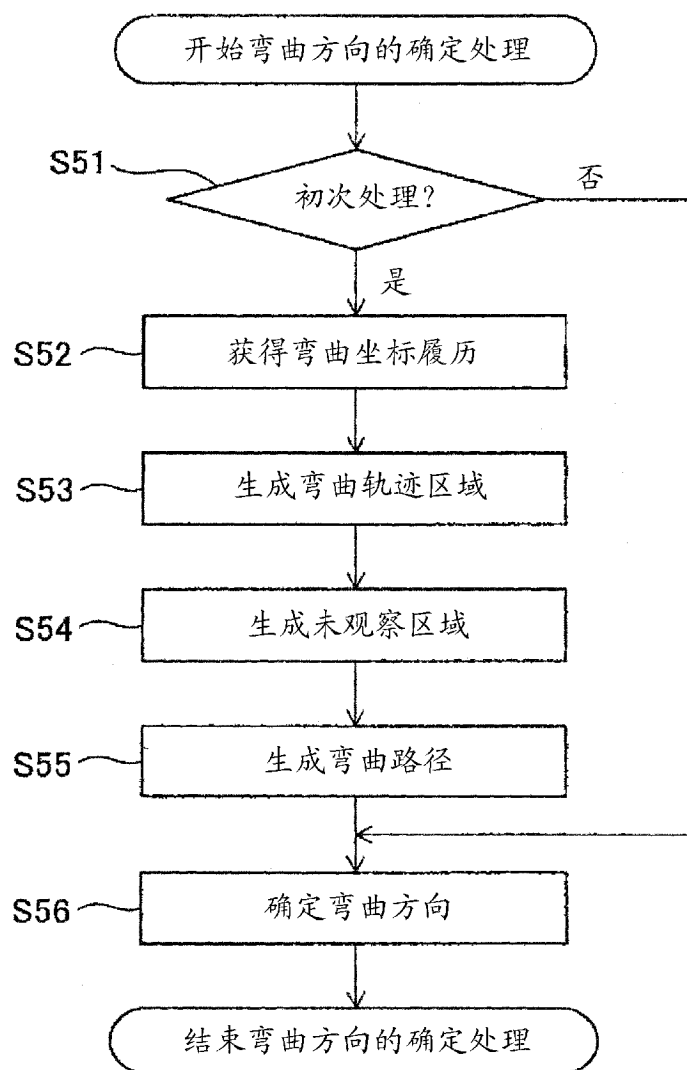 开始弯曲方向的确定处理
S51
初次处理?
否
是
S52
获得弯曲坐标履历
S53
生成弯曲轨迹区域
S54
生成未观察区域
S55
生成弯曲路径
S56
确定弯曲方向
结束弯曲方向的确定处理